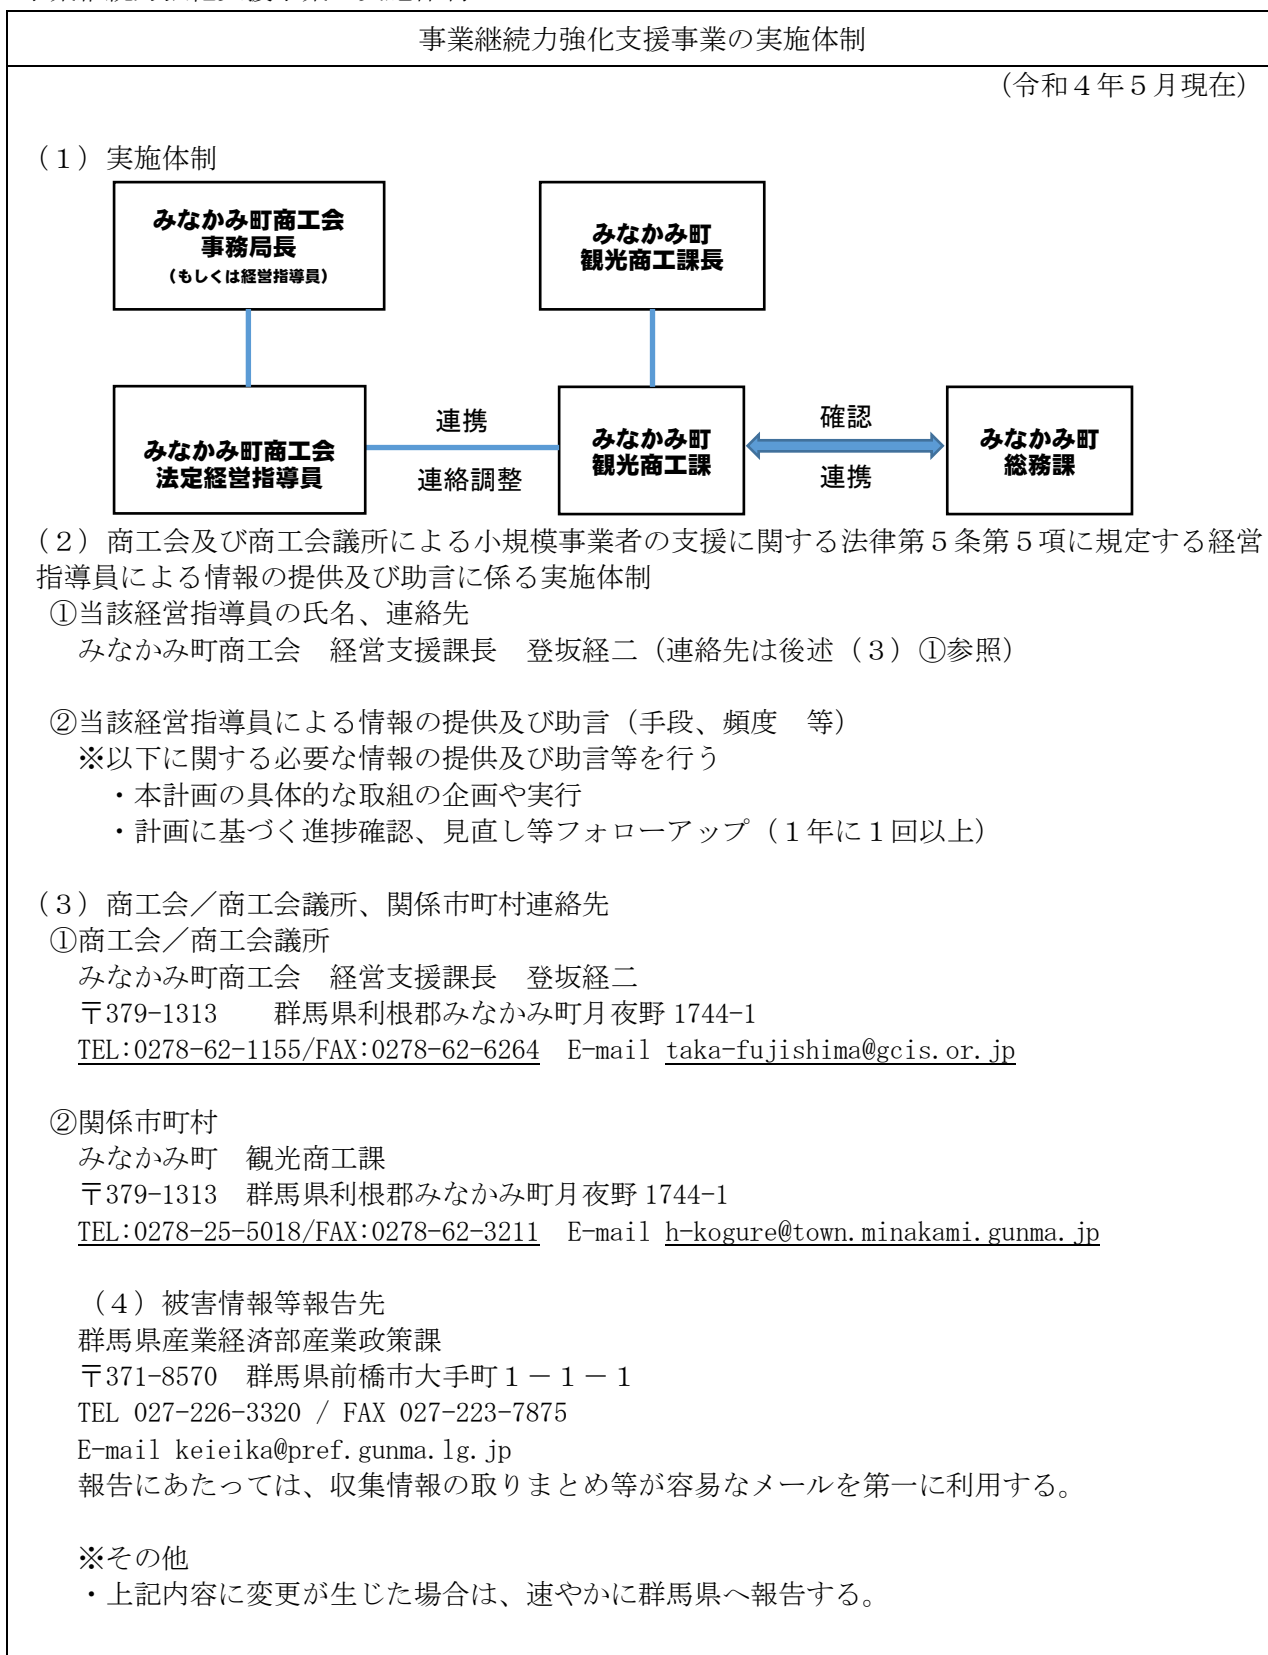 事業継続力強化支援事業の実施体制
（令和４年５月現在）
（１）実施体制
みなかみ町商工会
事務局長
（もしくは経営指導員）
みなかみ町
観光商工課長
みなかみ町商工会
法定経営指導員
連携
連絡調整
みなかみ町
観光商工課
確認
連携
みなかみ町
総務課
（２）商工会及び商工会議所による小規模事業者の支援に関する法律第５条第５項に規定する経営
指導員による情報の提供及び助言に係る実施体制
①当該経営指導員の氏名、連絡先
みなかみ町商工会　経営支援課長　登坂経二（連絡先は後述（３）①参照）
②当該経営指導員による情報の提供及び助言（手段、頻度　等）
※以下に関する必要な情報の提供及び助言等を行う
・本計画の具体的な取組の企画や実行
・計画に基づく進捗確認、見直し等フォローアップ（１年に１回以上）
（３）商工会／商工会議所、関係市町村連絡先
①商工会／商工会議所
みなかみ町商工会　経営支援課長　登坂経二
〒379-1313　　群馬県利根郡みなかみ町月夜野 1744-1
TEL:0278-62-1155/FAX:0278-62-6264　E-mail taka-fujishima@gcis.or.jp
②関係市町村
みなかみ町　観光商工課
〒379-1313　群馬県利根郡みなかみ町月夜野 1744-1
TEL:0278-25-5018/FAX:0278-62-3211　E-mail h-kogure@town.minakami.gunma.jp
（４）被害情報等報告先
群馬県産業経済部産業政策課
〒371-8570　群馬県前橋市大手町１－１－１
TEL 027-226-3320 / FAX 027-223-7875
E-mail keieika@pref.gunma.lg.jp
報告にあたっては、収集情報の取りまとめ等が容易なメールを第一に利用する。
※その他
・上記内容に変更が生じた場合は、速やかに群馬県へ報告する。